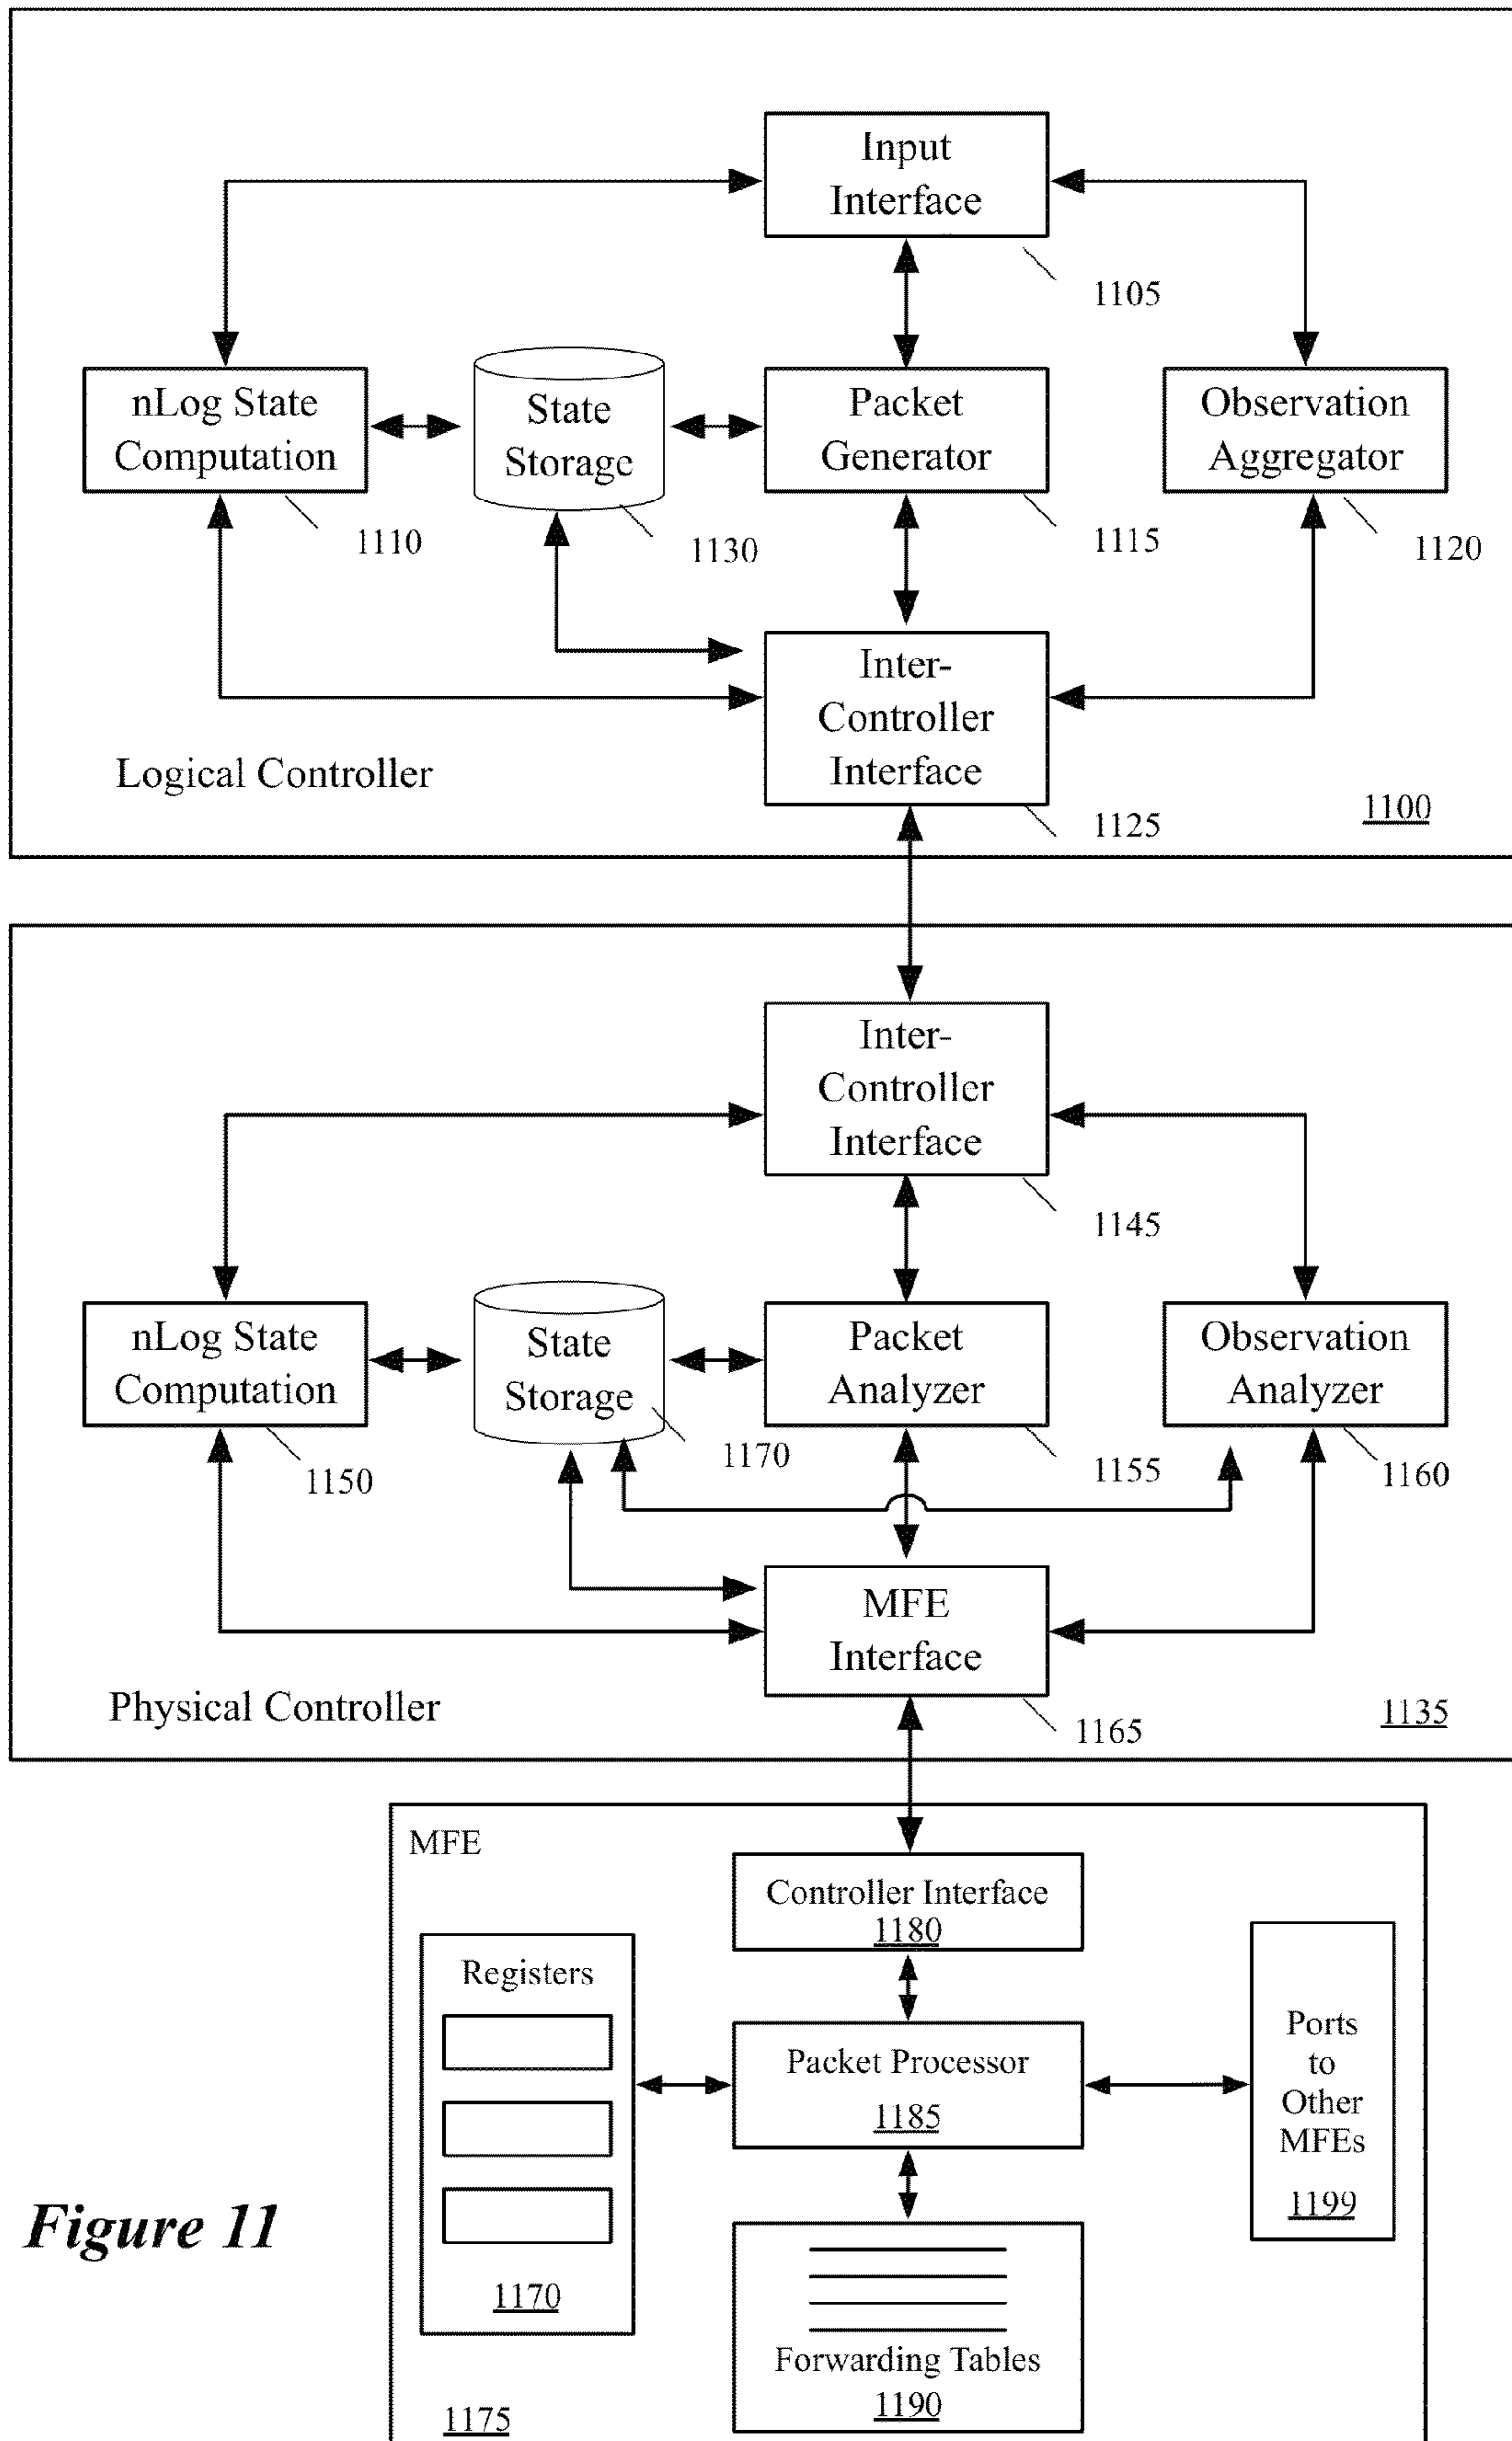 Input
Interface
1105
nLog State
Computation
1110
State
Storage
1130
Packet
Generator
1115
Observation
Aggregator
1120
Inter-
Controller
Interface
1125
Logical Controller
1100
Inter-
Controller
Interface
1145
nLog State
Computation
1150
State
Storage
1170
Packet
Analyzer
1155
Observation
Analyzer
1160
MFE
Interface
1165
Physical Controller
1135
MFE
Controller Interface
1180
Registers
1170
Packet Processor
1185
Ports
to
Other
MFEs
1199
Forwarding Tables
1190
1175
Figure 11